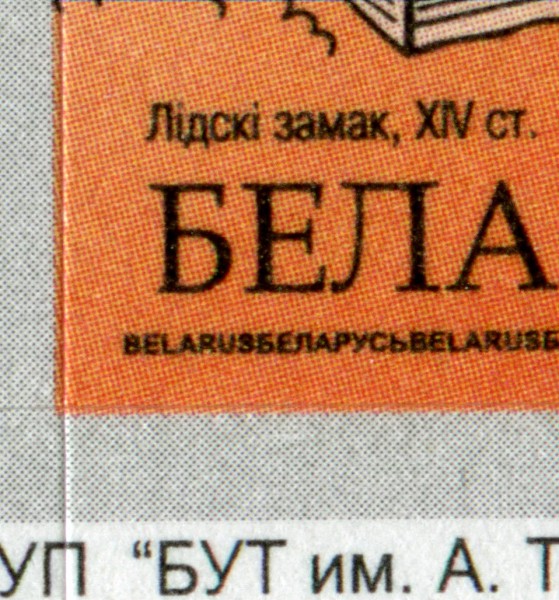 Лідскі замак, XIV ст.
БЕЛА
BELARUSБЕЛАРУСЬBELARUSБ
УП “БУТ им. А. Т